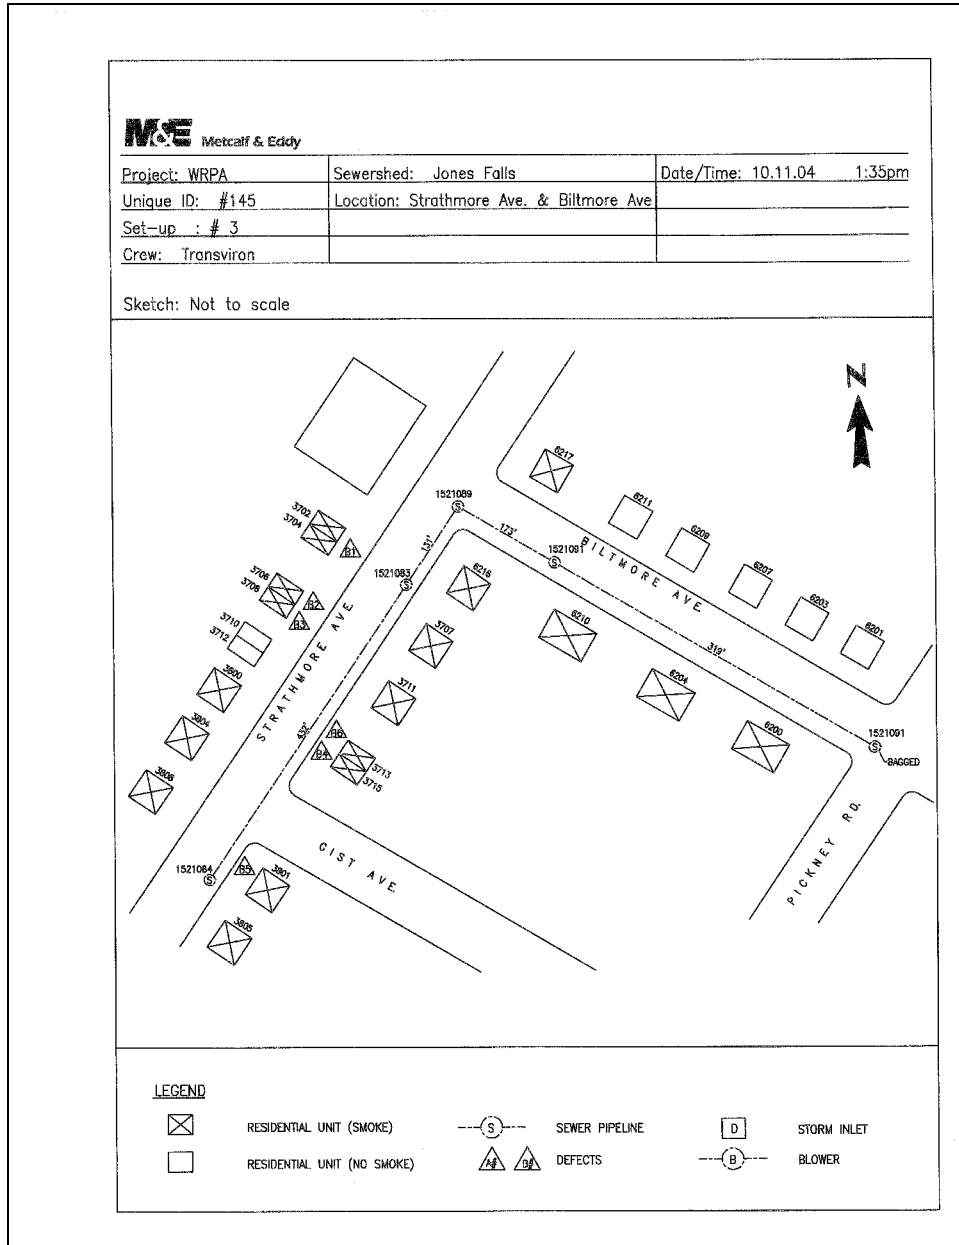 M&E Metcalf & Eddy
Project: WRPA
Sewershed: Jones Falls
Date/Time: 10.11.04 1:35pm
Unique ID: #145
Location: Strathmore Ave. & Biltmore Ave
Set-up : # 3
Crew: Transviron
Sketch: Not to scale
N
6217
6211
6209
6207
6203
6201
1521089
173'
1521091
BILTMORE AVE.
319'
1521091
BAGGED
3702
3704
B1
131'
1521083
6216
6210
6204
6200
3706
3708
B2
B3
3710
3712
3707
3711
3800
3804
3808
STRATHMORE AVE.
432'
B6
B4
3713
3715
GIST AVE.
PICKNEY RD.
1521084
S
B5
3801
3805
LEGEND
RESIDENTIAL UNIT (SMOKE)
S
SEWER PIPELINE
D
STORM INLET
RESIDENTIAL UNIT (NO SMOKE)
A#
B#
DEFECTS
B
BLOWER